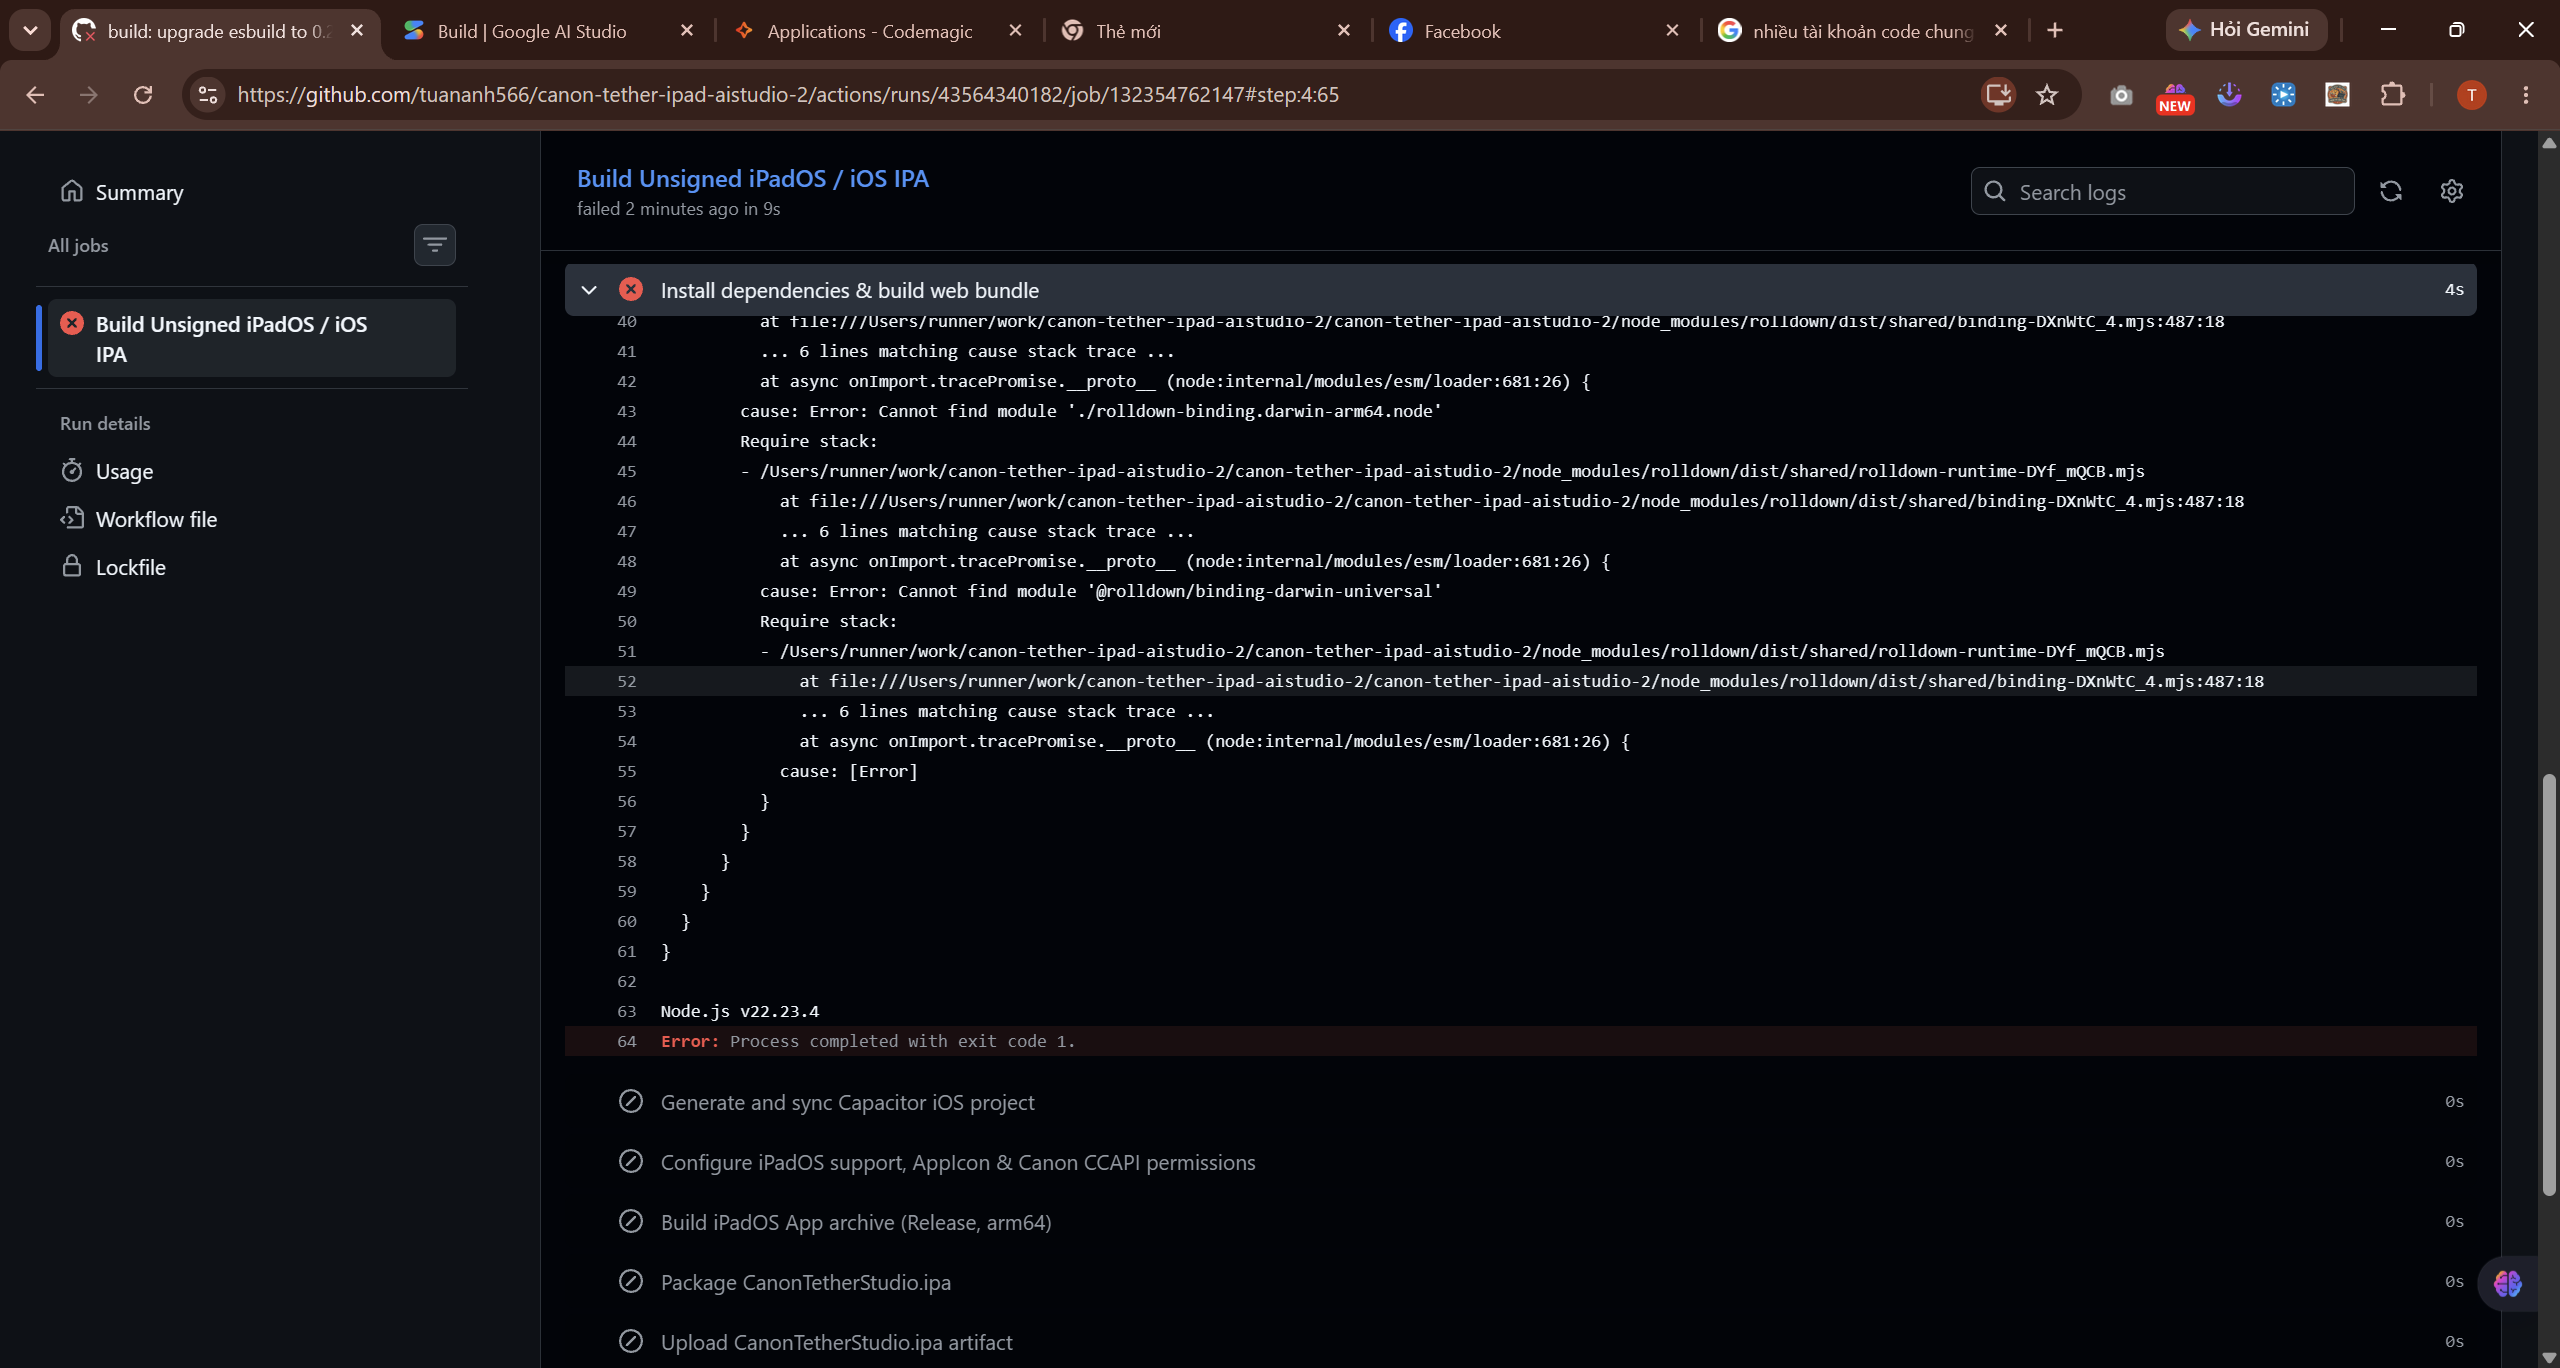 build: upgrade esbuild to 0.2
Build | Google AI Studio
Applications - Codemagic
Thẻ mới
Facebook
nhiều tài khoản code chung
Hỏi Gemini
https://github.com/tuananh566/canon-tether-ipad-aistudio-2/actions/runs/43564340182/job/132354762147#step:4:65
NEW
T
Summary
All jobs
Build Unsigned iPadOS / iOS
IPA
Run details
Usage
Workflow file
Lockfile
Build Unsigned iPadOS / iOS IPA
failed 2 minutes ago in 9s
Search logs
Install dependencies & build web bundle
4s
40 at file:///Users/runner/work/canon-tether-ipad-aistudio-2/canon-tether-ipad-aistudio-2/node_modules/rolldown/dist/shared/binding-DXnWtC_4.mjs:487:18
41 ... 6 lines matching cause stack trace ...
42 at async onImport.tracePromise.__proto__ (node:internal/modules/esm/loader:681:26) {
43 cause: Error: Cannot find module './rolldown-binding.darwin-arm64.node'
44 Require stack:
45 - /Users/runner/work/canon-tether-ipad-aistudio-2/canon-tether-ipad-aistudio-2/node_modules/rolldown/dist/shared/rolldown-runtime-DYf_mQCB.mjs
46 at file:///Users/runner/work/canon-tether-ipad-aistudio-2/canon-tether-ipad-aistudio-2/node_modules/rolldown/dist/shared/binding-DXnWtC_4.mjs:487:18
47 ... 6 lines matching cause stack trace ...
48 at async onImport.tracePromise.__proto__ (node:internal/modules/esm/loader:681:26) {
49 cause: Error: Cannot find module '@rolldown/binding-darwin-universal'
50 Require stack:
51 - /Users/runner/work/canon-tether-ipad-aistudio-2/canon-tether-ipad-aistudio-2/node_modules/rolldown/dist/shared/rolldown-runtime-DYf_mQCB.mjs
52 at file:///Users/runner/work/canon-tether-ipad-aistudio-2/canon-tether-ipad-aistudio-2/node_modules/rolldown/dist/shared/binding-DXnWtC_4.mjs:487:18
53 ... 6 lines matching cause stack trace ...
54 at async onImport.tracePromise.__proto__ (node:internal/modules/esm/loader:681:26) {
55 cause: [Error]
56 }
57 }
58 }
59 }
60 }
61 }
62
63 Node.js v22.23.4
64 Error: Process completed with exit code 1.
Generate and sync Capacitor iOS project
0s
Configure iPadOS support, AppIcon & Canon CCAPI permissions
0s
Build iPadOS App archive (Release, arm64)
0s
Package CanonTetherStudio.ipa
0s
Upload CanonTetherStudio.ipa artifact
0s